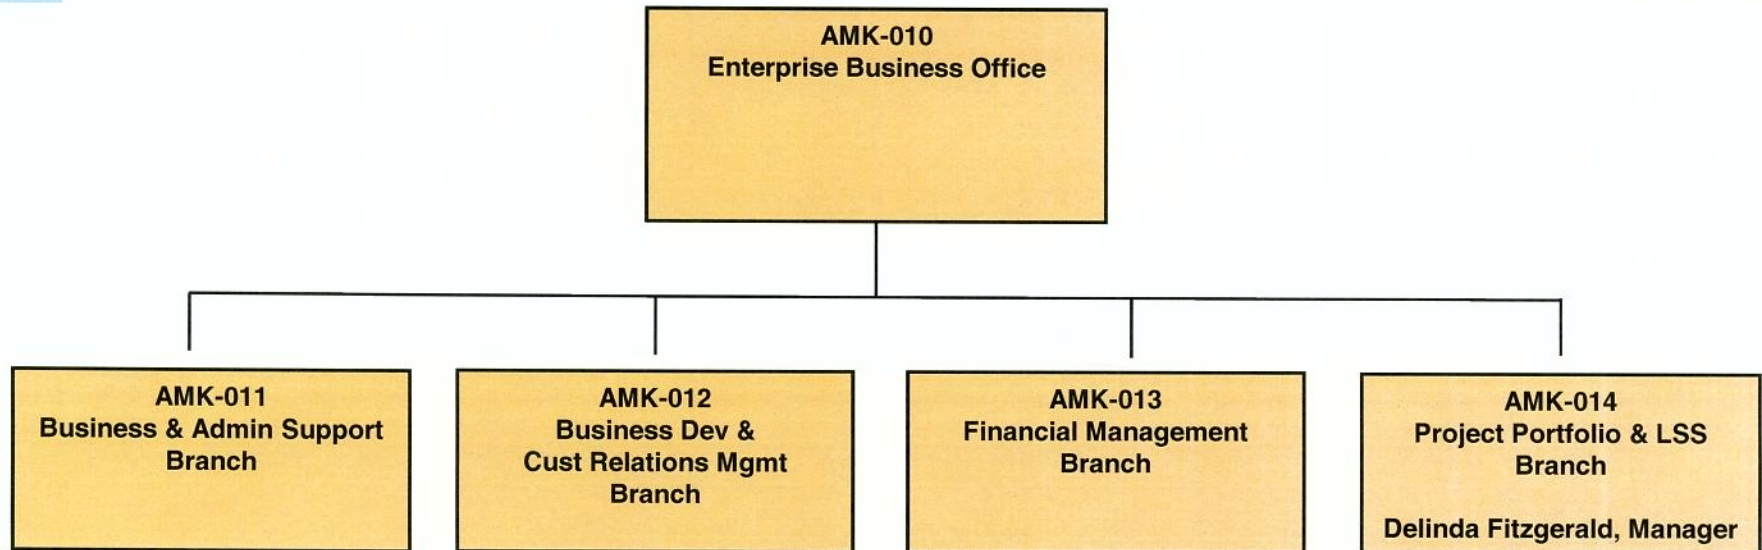 AMK-010
Enterprise Business Office
AMK-011
Business & Admin Support
Branch
AMK-012
Business Dev &
Cust Relations Mgmt
Branch
AMK-013
Financial Management
Branch
AMK-014
Project Portfolio & LSS
Branch
Delinda Fitzgerald, Manager